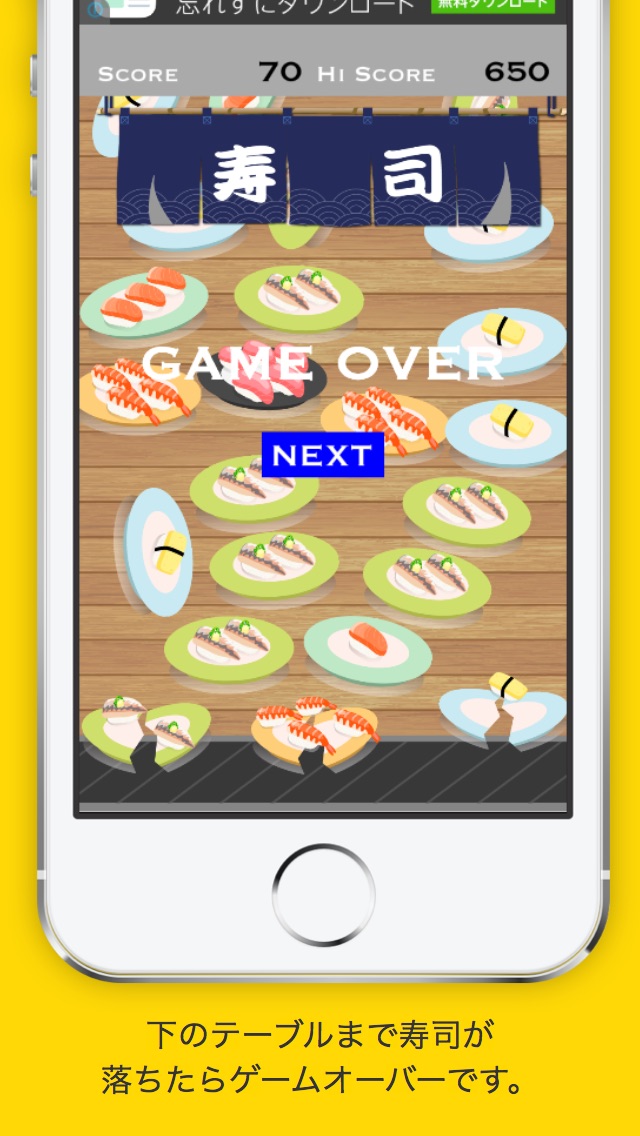 忘れずにダウンロード 無料ダウンロード
SCORE 70 HI SCORE 650
寿司
GAME OVER
NEXT
下のテーブルまで寿司が
落ちたらゲームオーバーです。